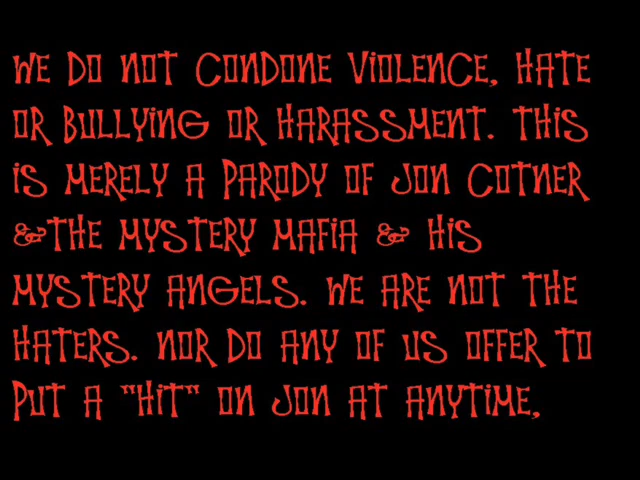 WE DO NOT CONDONE VIOLENCE, HATE
OR BULLYING OR HARASSMENT. THIS
IS MERELY A PARODY OF JON COTNER
&THE MYSTERY MAFIA & HIS
MYSTERY ANGELS. WE ARE NOT THE
HATERS. NOR DO ANY OF US OFFER TO
PUT A "HIT" ON JON AT ANYTIME,